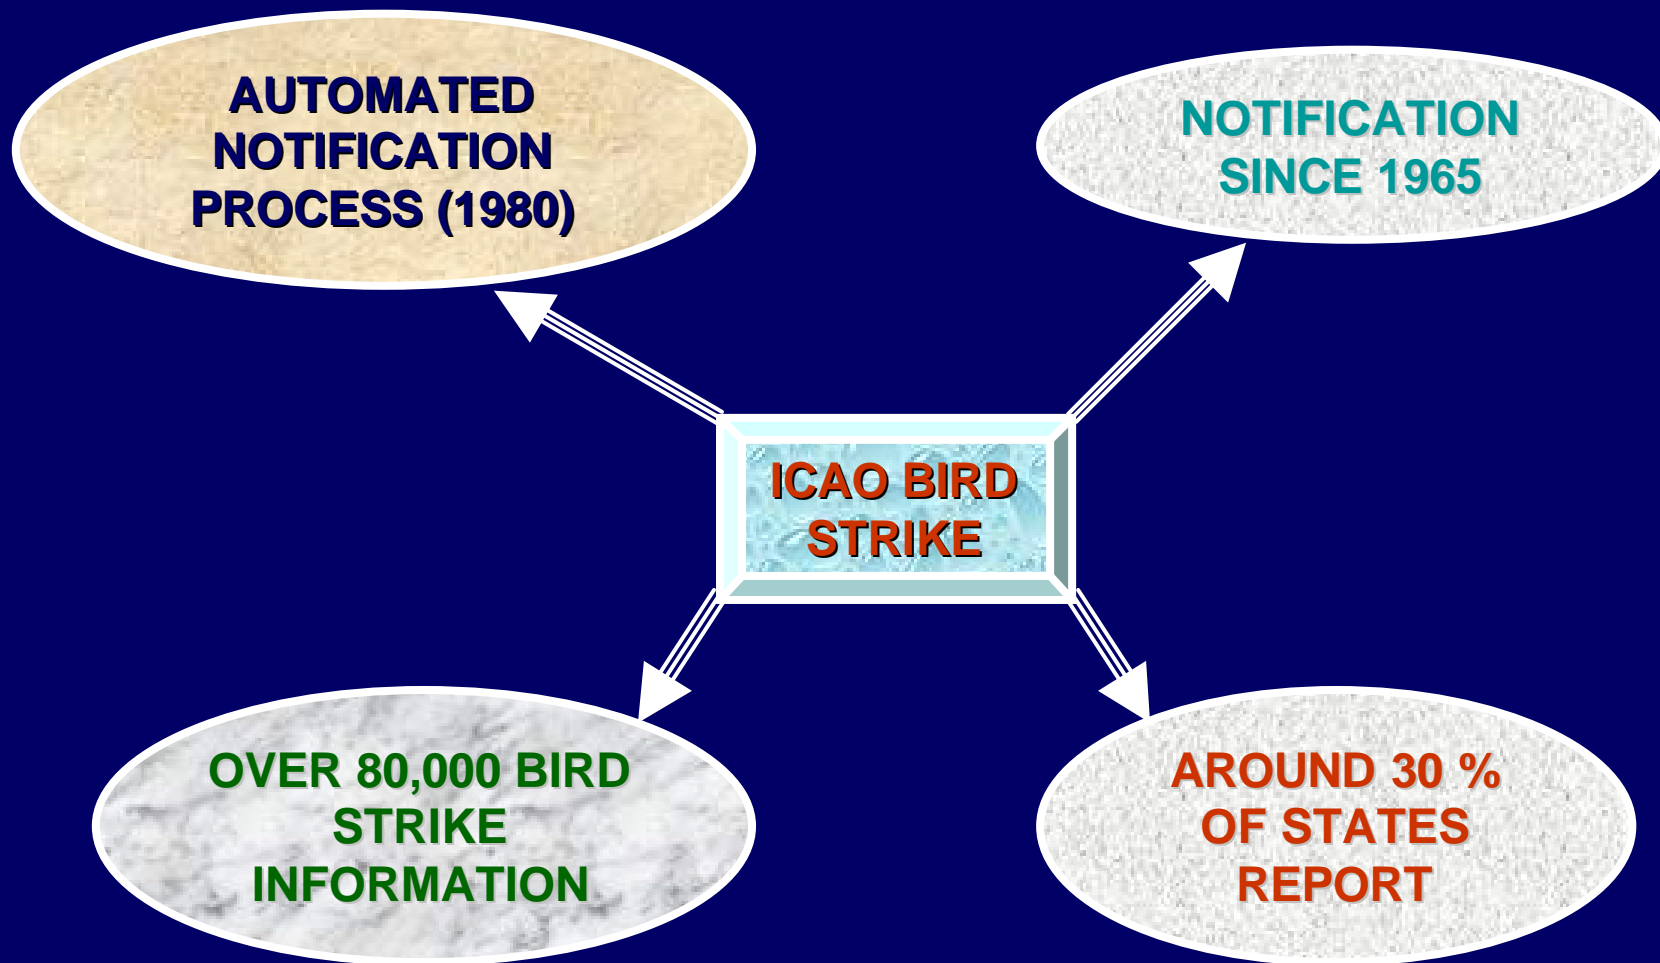 AUTOMATED
NOTIFICATION
PROCESS (1980)
NOTIFICATION
SINCE 1965
ICAO BIRD
STRIKE
OVER 80,000 BIRD
STRIKE
INFORMATION
AROUND 30 %
OF STATES
REPORT